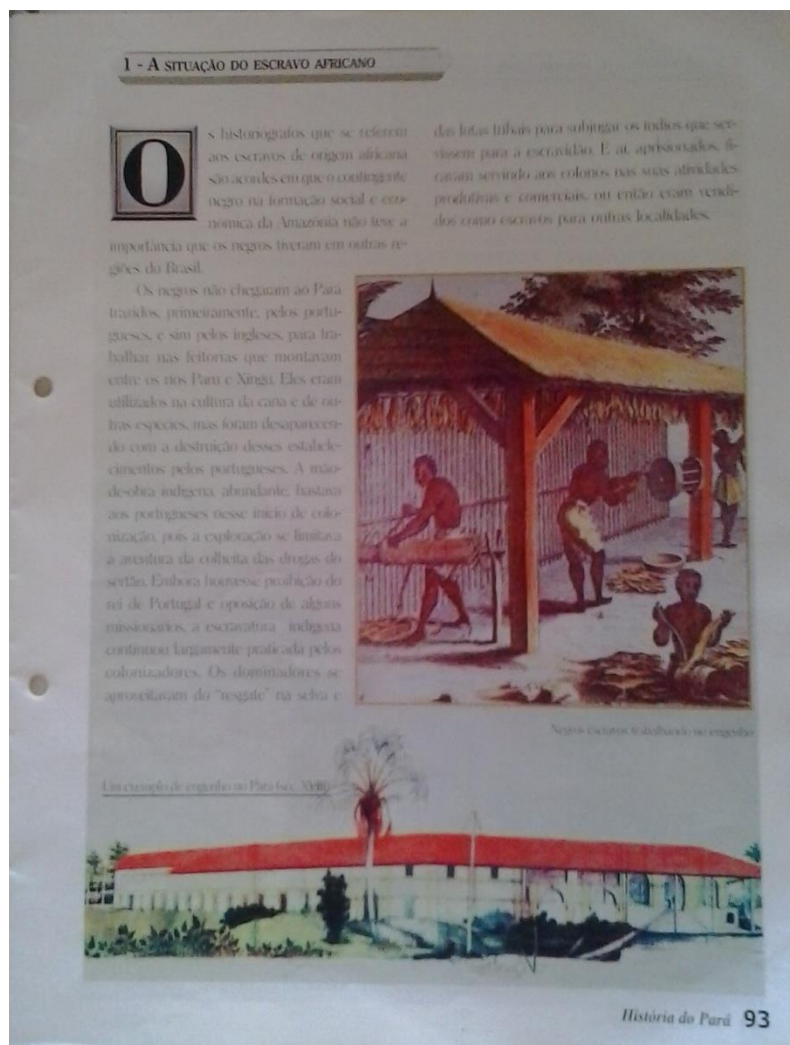 1 - A SITUAÇÃO DO ESCRAVO AFRICANO
Os historiógrafos que se referem
aos escravos de origem africana
são acordes em que o contingente
negro na formação social e eco-
nômica da Amazônia não teve a
importância que os negros tiveram em outras re-
giões do Brasil.
Os negros não chegaram ao Pará
trazidos, primeiramente, pelos portu-
gueses, e sim pelos ingleses, para tra-
balhar nas feitorias que montavam
entre os rios Paru e Xingu. Eles eram
utilizados na cultura da cana e de ou-
tras espécies, mas foram desaparecen-
do com a destruição desses estabele-
cimentos pelos portugueses. A mão-
de-obra indígena, abundante, bastava
aos portugueses nesse início de colo-
nização, pois a exploração se limitava
a aventura da colheita das drogas do
sertão. Embora houvesse proibição do
rei de Portugal e oposição de alguns
missionários, a escravatura indígena
continuou largamente praticada pelos
colonizadores. Os dominadores se
aproveitavam do "resgate" na selva e
das lutas tribais para subjugar os índios que ser-
vissem para a escravidão. E aí, aprisionados, fi-
cavam servindo aos colonos nas suas atividades
produtivas e comerciais, ou então eram vendi-
dos como escravos para outras localidades.
Negros escravos trabalhando no engenho
Um exemplo de engenho no Pará (séc. XVIII)
História do Pará 93